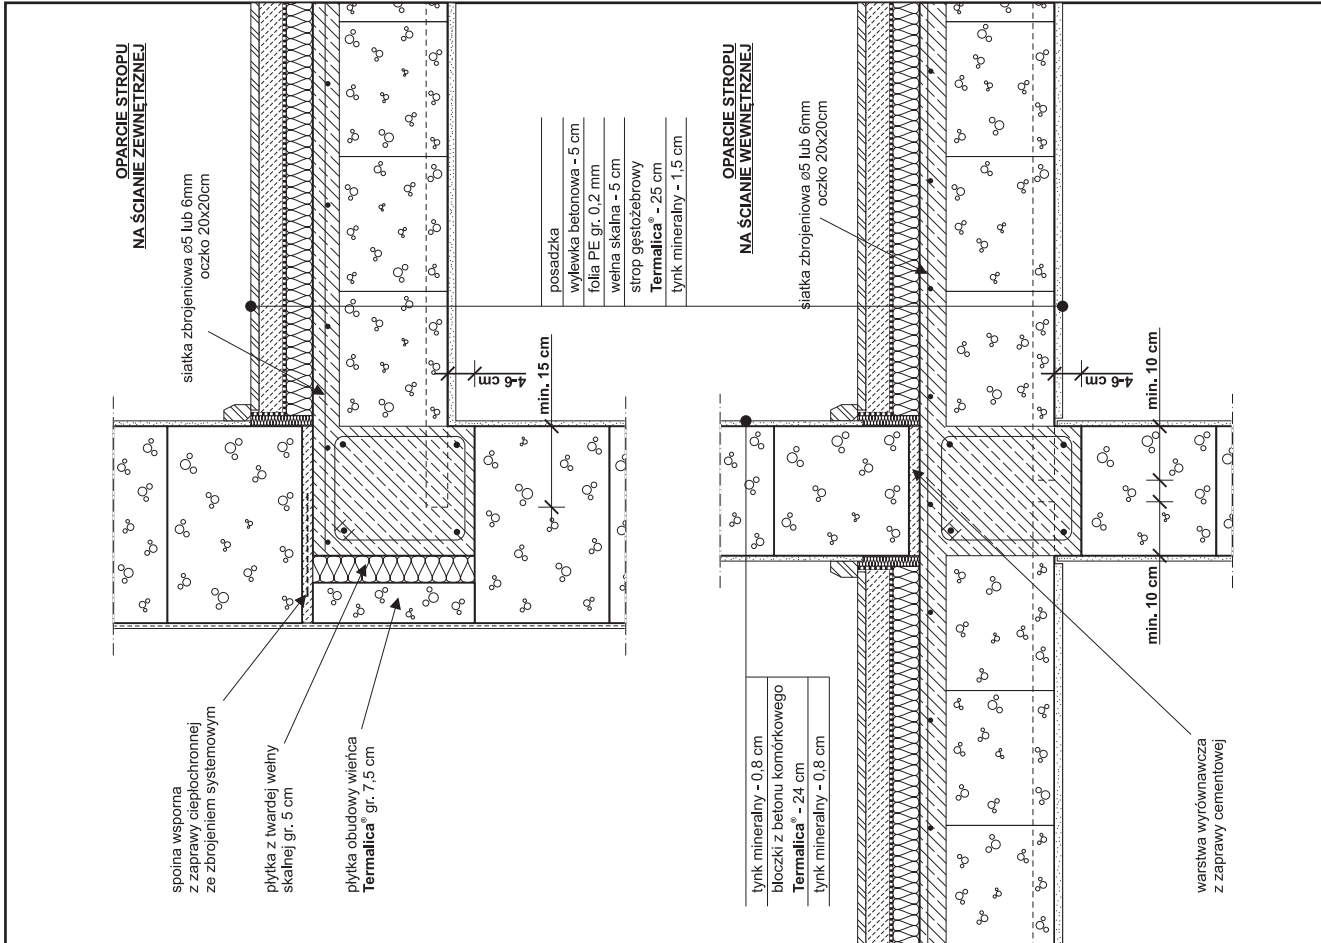 OPARCIE STROPU
NA ŚCIANIE ZEWNĘTRZNEJ
siatka zbrojeniowa ø5 lub 6mm
oczko 20x20cm
4-6 cm
min. 15 cm
spoina wsporna
z zaprawy ciepłochronnej
ze zbrojeniem systemowym
płytka z twardej wełny
skalnej gr. 5 cm
płytka obudowy wieńca
Termalica® gr. 7,5 cm
posadzka
wylewka betonowa - 5 cm
folia PE gr. 0,2 mm
wełna skalna - 5 cm
strop gęstożebrowy
Termalica® - 25 cm
tynk mineralny - 1,5 cm
OPARCIE STROPU
NA ŚCIANIE WEWNĘTRZNEJ
siatka zbrojeniowa ø5 lub 6mm
oczko 20x20cm
4-6 cm
min. 10 cm
min. 10 cm
tynk mineralny - 0,8 cm
bloczki z betonu komórkowego
Termalica® - 24 cm
tynk mineralny - 0,8 cm
warstwa wyrównawcza
z zaprawy cementowej